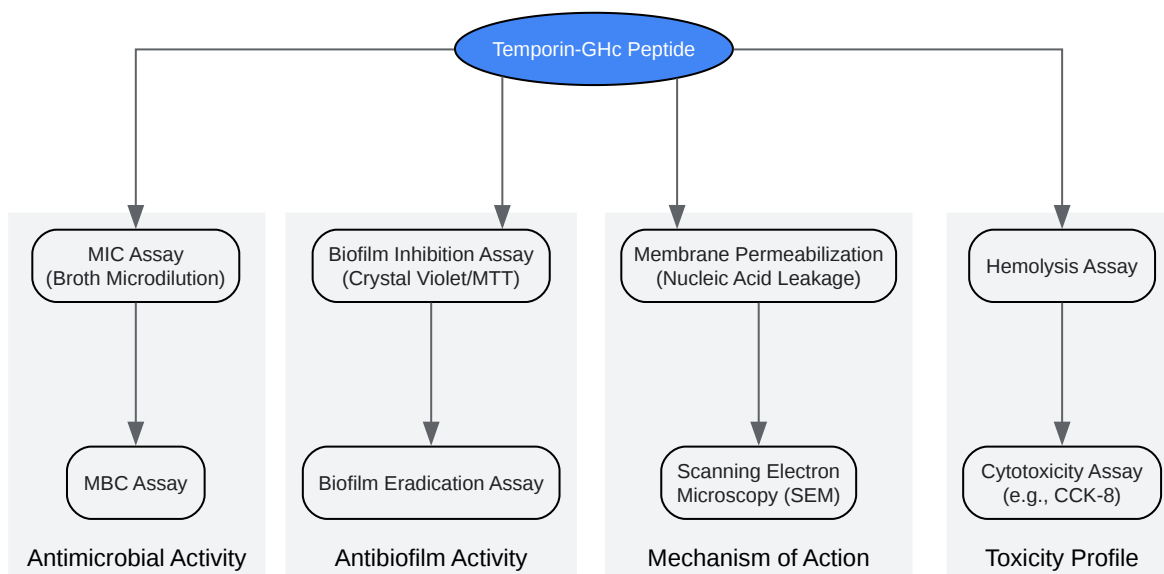 Temporin-GHc Peptide
MIC Assay
(Broth Microdilution)
MBC Assay
Antimicrobial Activity
Biofilm Inhibition Assay
(Crystal Violet/MTT)
Biofilm Eradication Assay
Antibiofilm Activity
Membrane Permeabilization
(Nucleic Acid Leakage)
Scanning Electron
Microscopy (SEM)
Mechanism of Action
Hemolysis Assay
Cytotoxicity Assay
(e.g., CCK-8)
Toxicity Profile